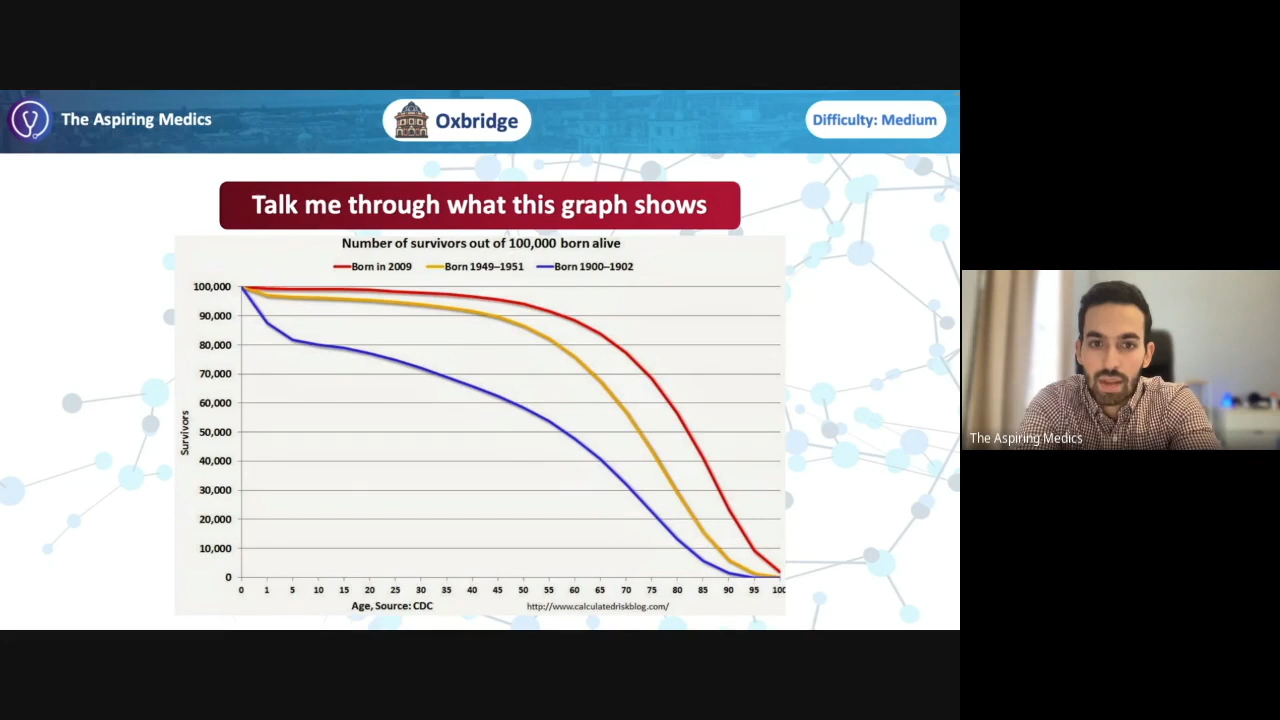 The Aspiring Medics
Oxbridge
Difficulty: Medium
Talk me through what this graph shows
Number of survivors out of 100,000 born alive
Born in 2009
Born 1949–1951
Born 1900–1902
100,000
90,000
80,000
70,000
60,000
50,000
40,000
30,000
20,000
10,000
0
Survivors
0 1 5 10 15 20 25 30 35 40 45 50 55 60 65 70 75 80 85 90 95 100
Age, Source: CDC
http://www.calculatedriskblog.com/
The Aspiring Medics